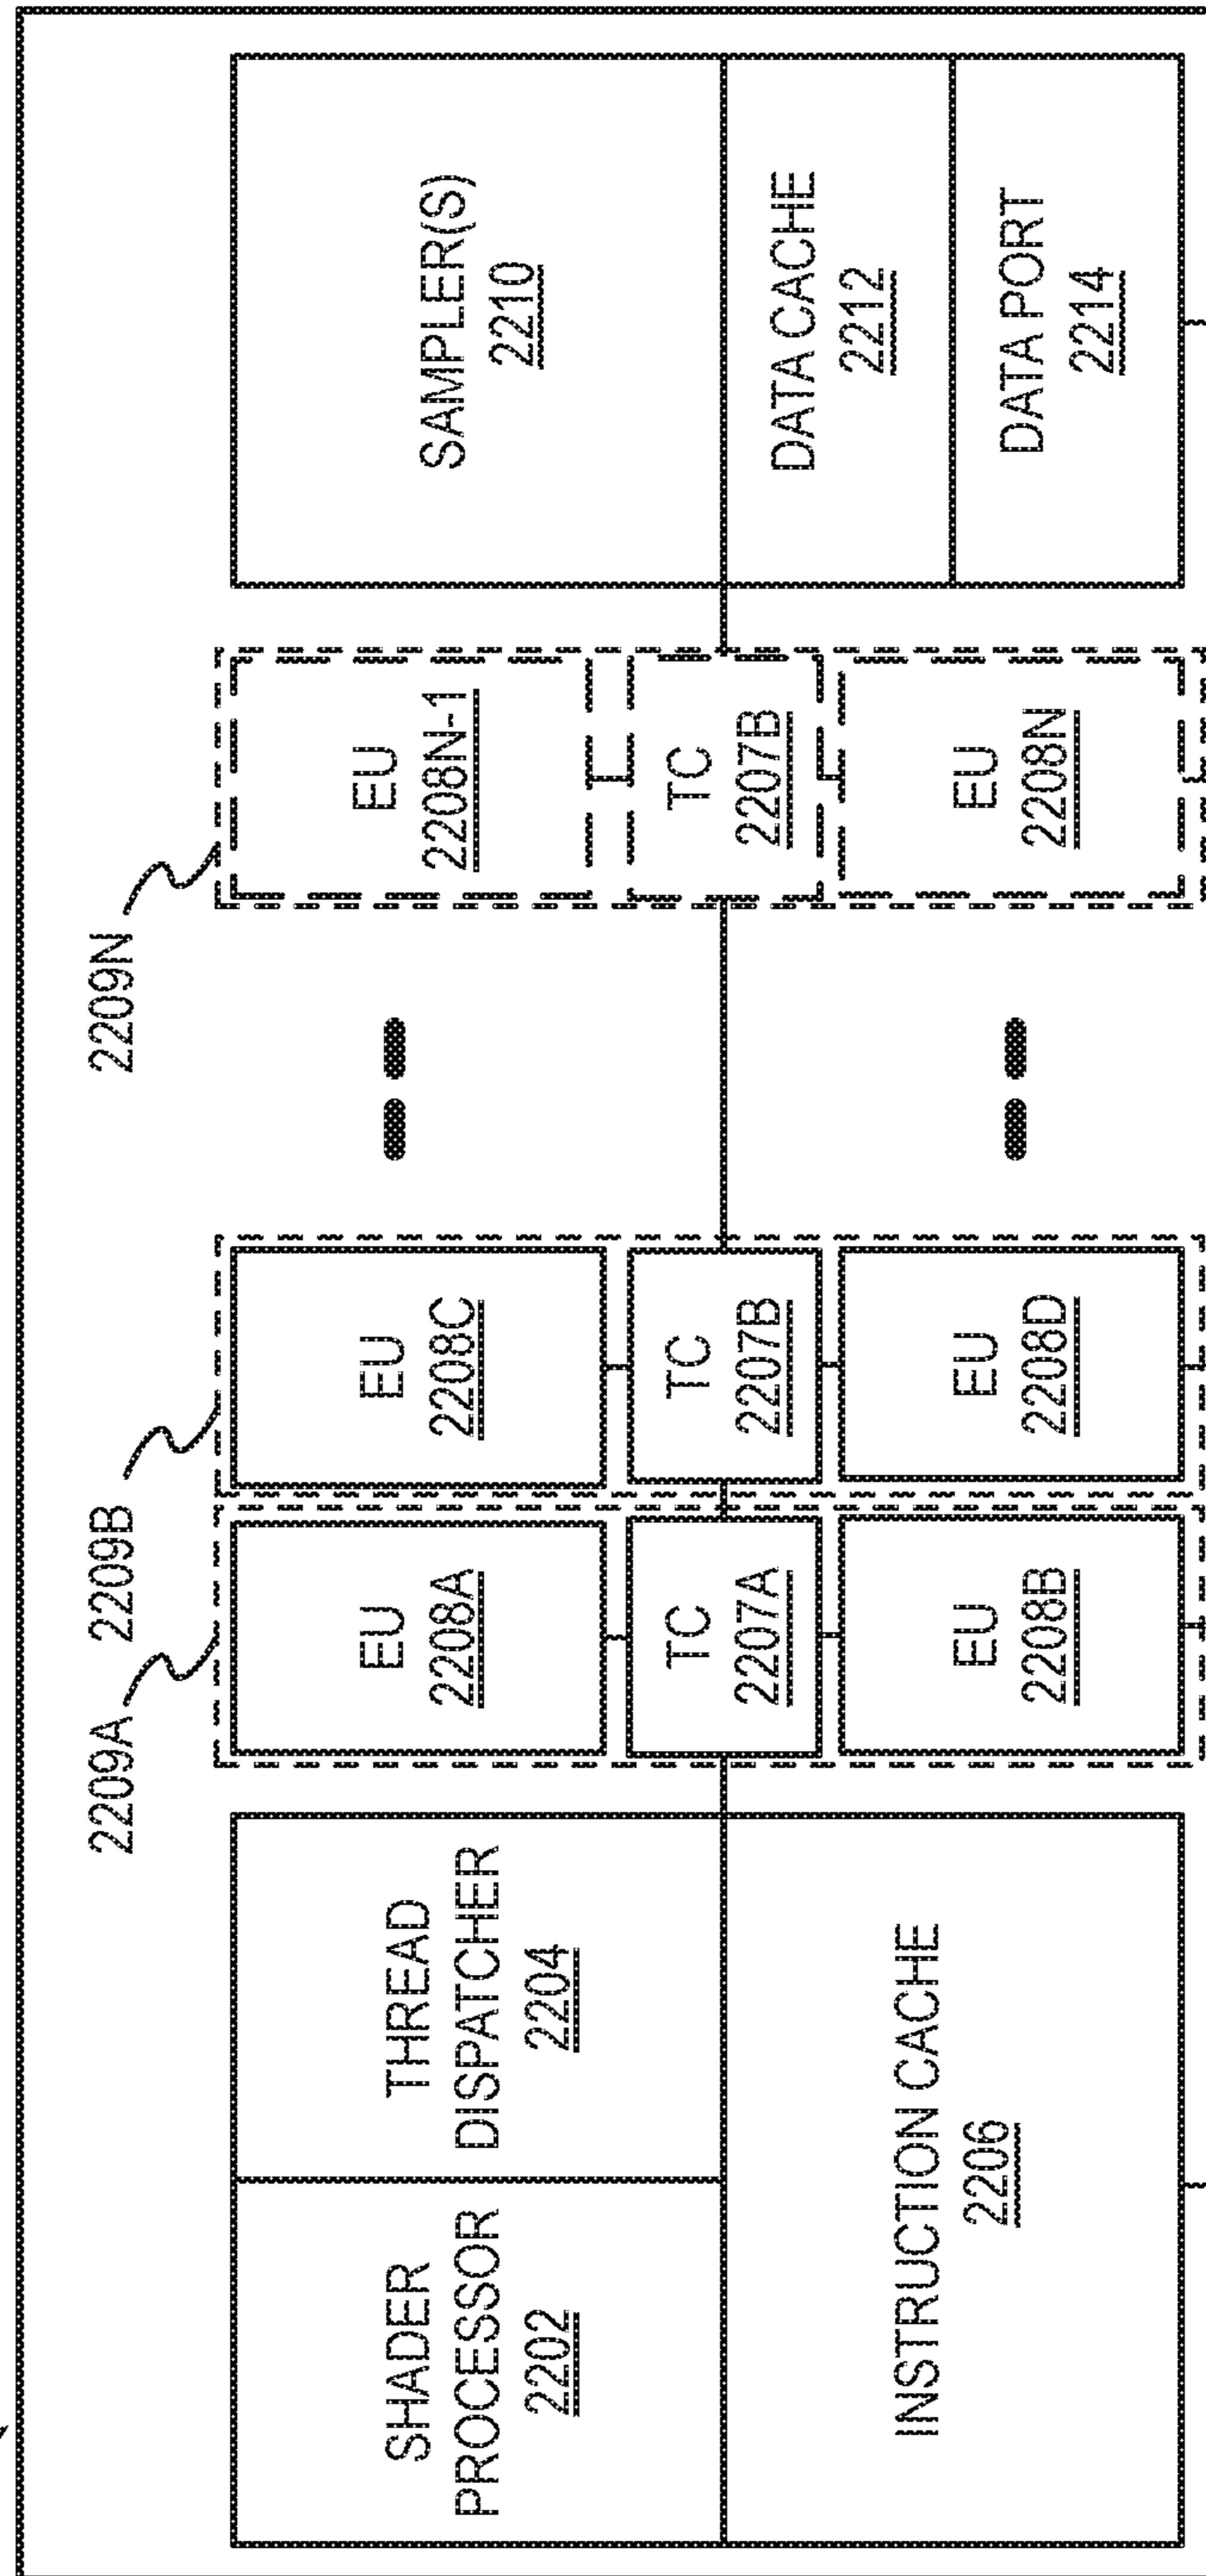 2209A
2209B
2209N
SHADER
PROCESSOR
2202
THREAD
DISPATCHER
2204
INSTRUCTION CACHE
2206
EU
2208A
TC
2207A
EU
2208B
EU
2208C
TC
2207B
EU
2208D
EU
2208N-1
TC
2207B
EU
2208N
SAMPLER(S)
2210
DATA CACHE
2212
DATA PORT
2214